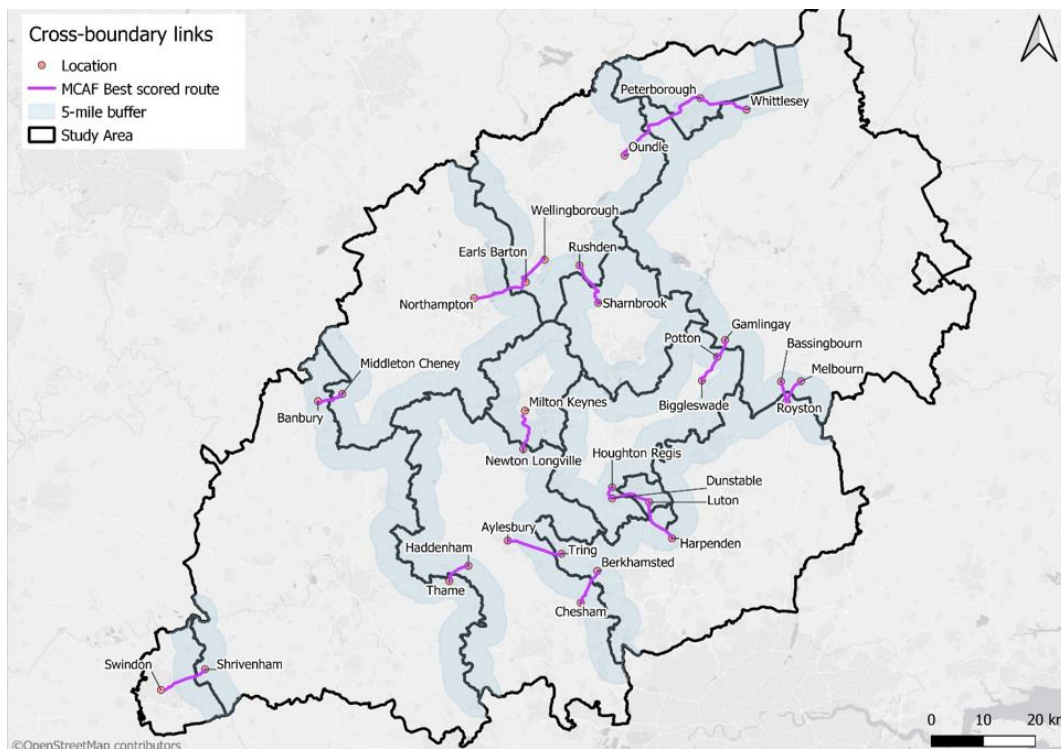 Cross-boundary links
Location
MCAF Best scored route
5-mile buffer
Study Area
Peterborough
Whittlesey
Oundle
Wellingborough
Earls Barton
Rushden
Northampton
Sharnbrook
Gamlingay
Potton
Bassingbourn
Melbourn
Middleton Cheney
Biggleswade
Royston
Banbury
Milton Keynes
Newton Longville
Houghton Regis
Dunstable
Luton
Aylesbury
Harpenden
Haddenham
Tring
Berkhamsted
Thame
Chesham
Swindon
Shrivenham
0 10 20 km
©OpenStreetMap contributors